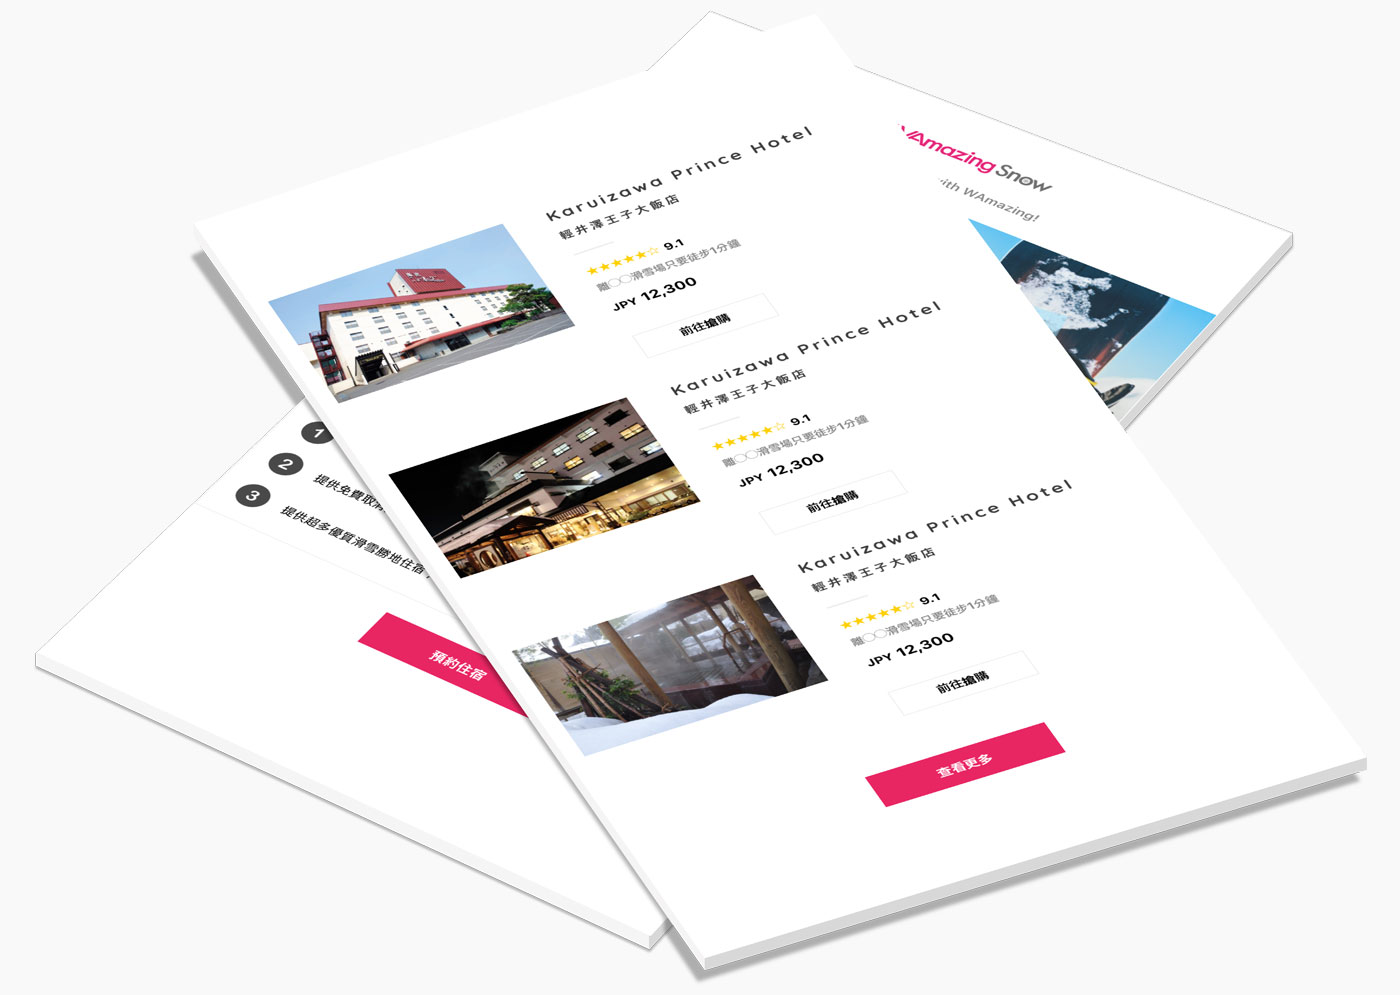 Karuizawa Prince Hotel
輕井澤王子大飯店
★★★★★☆ 9.1
離◯◯滑雪場只要徒步1分鐘
JPY 12,300
前往搶購
Karuizawa Prince Hotel
輕井澤王子大飯店
★★★★★☆ 9.1
離◯◯滑雪場只要徒步1分鐘
JPY 12,300
前往搶購
Karuizawa Prince Hotel
輕井澤王子大飯店
★★★★★☆ 9.1
離◯◯滑雪場只要徒步1分鐘
JPY 12,300
前往搶購
查看更多
WAmazing Snow
with WAmazing!
1
2
提供免費取消
3
提供超多優質滑雪勝地住宿
預約住宿